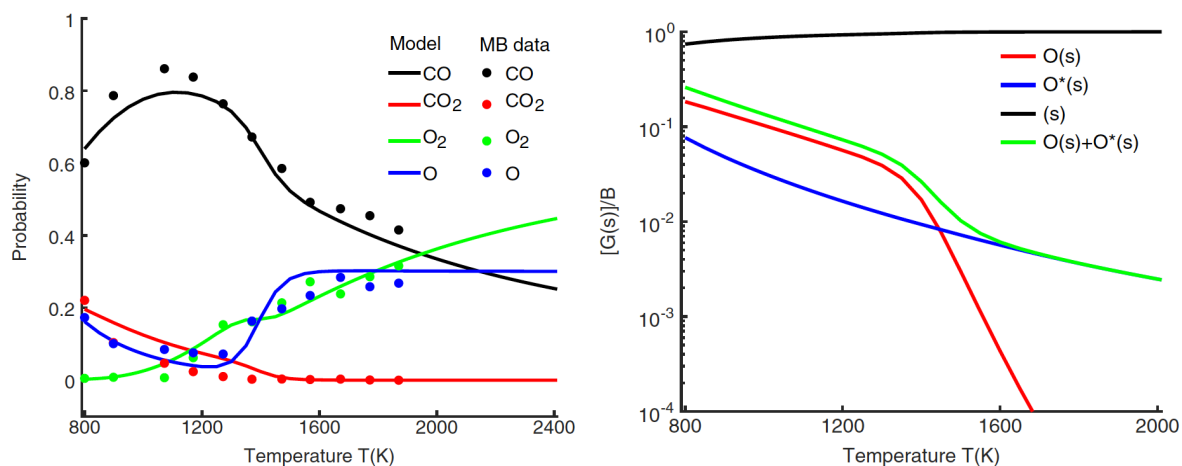 1
0.8
0.6
0.4
0.2
0
800 1200 1600 2000 2400
Probability
Temperature T(K)
Model MB data
CO CO
CO₂ CO₂
O₂ O₂
O O
10⁰
10⁻¹
10⁻²
10⁻³
10⁻⁴
800 1200 1600 2000
[G(s)]/B
Temperature T(K)
O(s)
O*(s)
(s)
O(s)+O*(s)